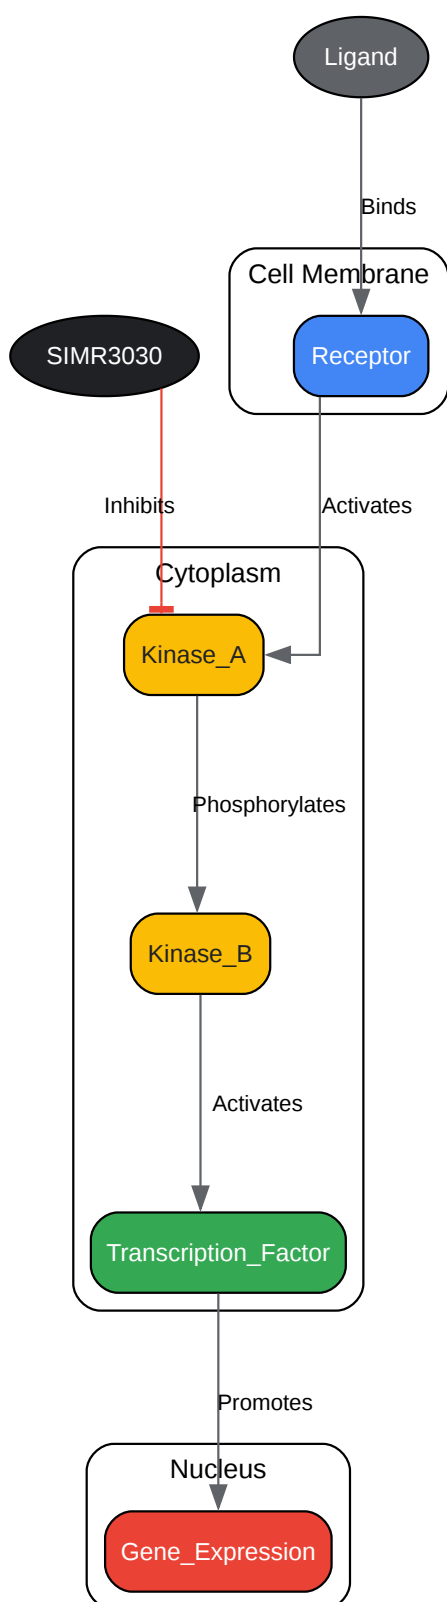 Ligand
Binds
Cell Membrane
SIMR3030
Receptor
Inhibits
Activates
Cytoplasm
Kinase_A
Phosphorylates
Kinase_B
Activates
Transcription_Factor
Promotes
Nucleus
Gene_Expression